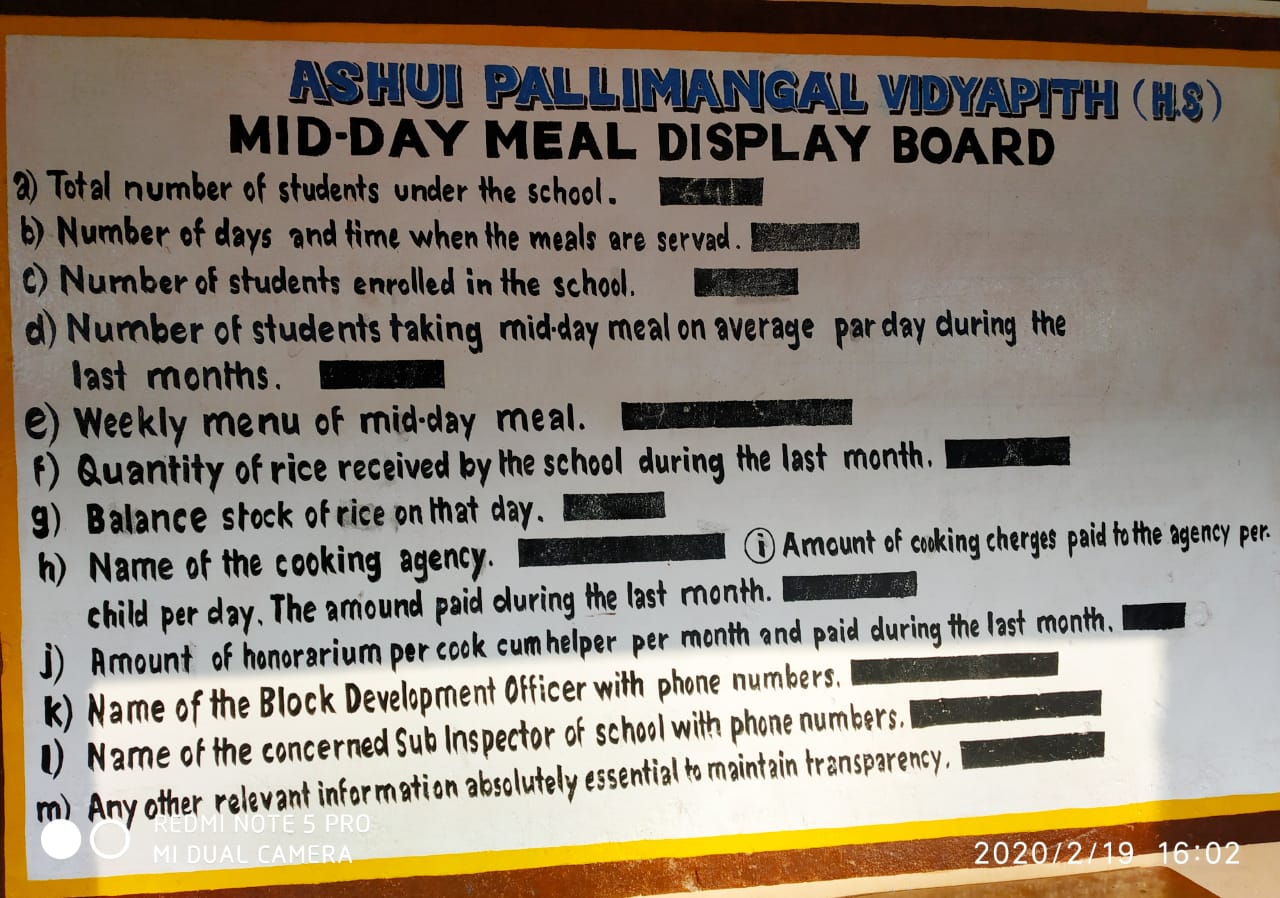 ASHUI PALLIMANGAL VIDYAPITH (H.S)
MID-DAY MEAL DISPLAY BOARD
a) Total number of students under the school.
b) Number of days and time when the meals are servad.
c) Number of students enrolled in the school.
d) Number of students taking mid-day meal on average par day during the
last months.
e) Weekly menu of mid-day meal.
f) Quantity of rice received by the school during the last month.
g) Balance stock of rice on that day.
h) Name of the cooking agency. i Amount of cooking cherges paid to the agency per.
child per day. The amound paid during the last month.
j) Amount of honorarium per cook cum helper per month and paid during the last month.
k) Name of the Block Development Officer with phone numbers.
l) Name of the concerned Sub Inspector of school with phone numbers.
m) Any other relevant information absolutely essential to maintain transparency.
REDMI NOTE 5 PRO
MI DUAL CAMERA
2020/2/19 16:02